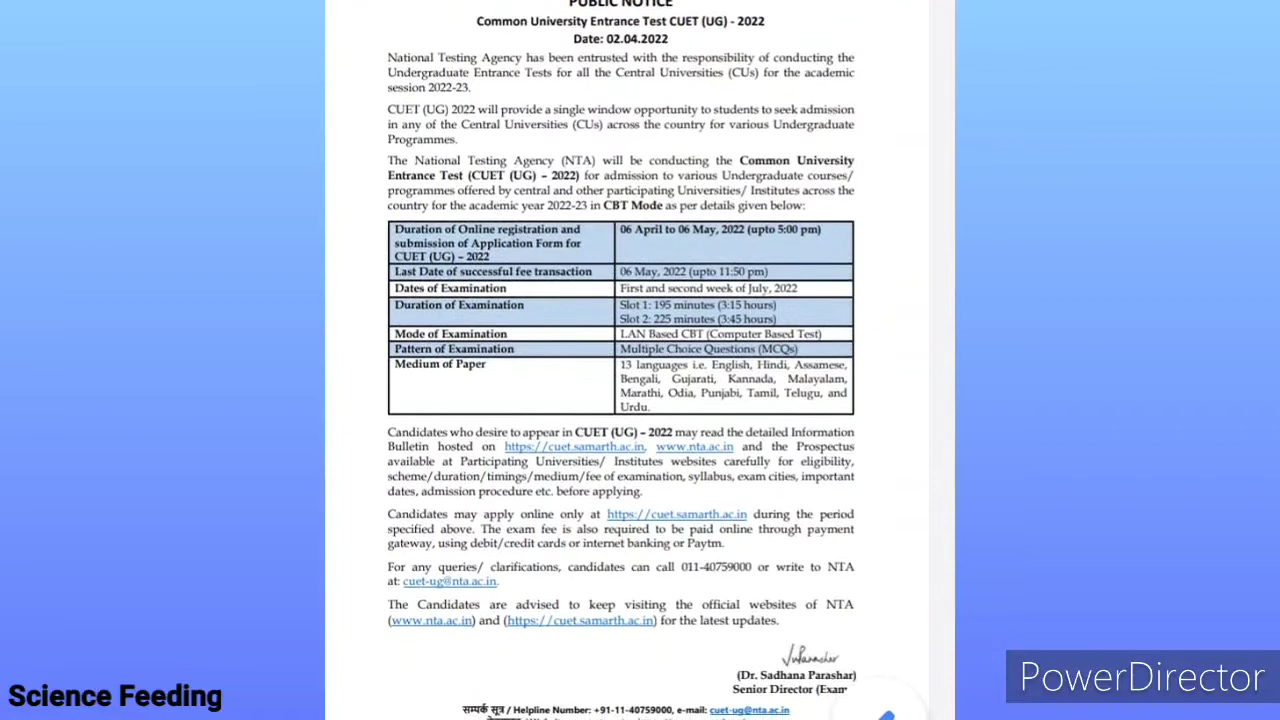 PUBLIC NOTICE
Common University Entrance Test CUET (UG) - 2022
Date: 02.04.2022
National Testing Agency has been entrusted with the responsibility of conducting the
Undergraduate Entrance Tests for all the Central Universities (CUs) for the academic
session 2022-23.
CUET (UG) 2022 will provide a single window opportunity to students to seek admission
in any of the Central Universities (CUs) across the country for various Undergraduate
Programmes.
The National Testing Agency (NTA) will be conducting the Common University
Entrance Test (CUET (UG) – 2022) for admission to various Undergraduate courses/
programmes offered by central and other participating Universities/ Institutes across the
country for the academic year 2022-23 in CBT Mode as per details given below:
Duration of Online registration and 06 April to 06 May, 2022 (upto 5:00 pm)
submission of Application Form for
CUET (UG) – 2022
Last Date of successful fee transaction 06 May, 2022 (upto 11:50 pm)
Dates of Examination First and second week of July, 2022
Duration of Examination Slot 1: 195 minutes (3:15 hours)
Slot 2: 225 minutes (3:45 hours)
Mode of Examination LAN Based CBT (Computer Based Test)
Pattern of Examination Multiple Choice Questions (MCQs)
Medium of Paper 13 languages i.e. English, Hindi, Assamese,
Bengali, Gujarati, Kannada, Malayalam,
Marathi, Odia, Punjabi, Tamil, Telugu, and
Urdu.
Candidates who desire to appear in CUET (UG) – 2022 may read the detailed Information
Bulletin hosted on https://cuet.samarth.ac.in, www.nta.ac.in and the Prospectus
available at Participating Universities/ Institutes websites carefully for eligibility,
scheme/duration/timings/medium/fee of examination, syllabus, exam cities, important
dates, admission procedure etc. before applying.
Candidates may apply online only at https://cuet.samarth.ac.in during the period
specified above. The exam fee is also required to be paid online through payment
gateway, using debit/credit cards or internet banking or Paytm.
For any queries/ clarifications, candidates can call 011-40759000 or write to NTA
at: cuet-ug@nta.ac.in.
The Candidates are advised to keep visiting the official websites of NTA
(www.nta.ac.in) and (https://cuet.samarth.ac.in) for the latest updates.
(Dr. Sadhana Parashar)
Senior Director (Exam
सम्पर्क सूत्र / Helpline Number: +91-11-40759000, e-mail: cuet-ug@nta.ac.in
Science Feeding
PowerDirector